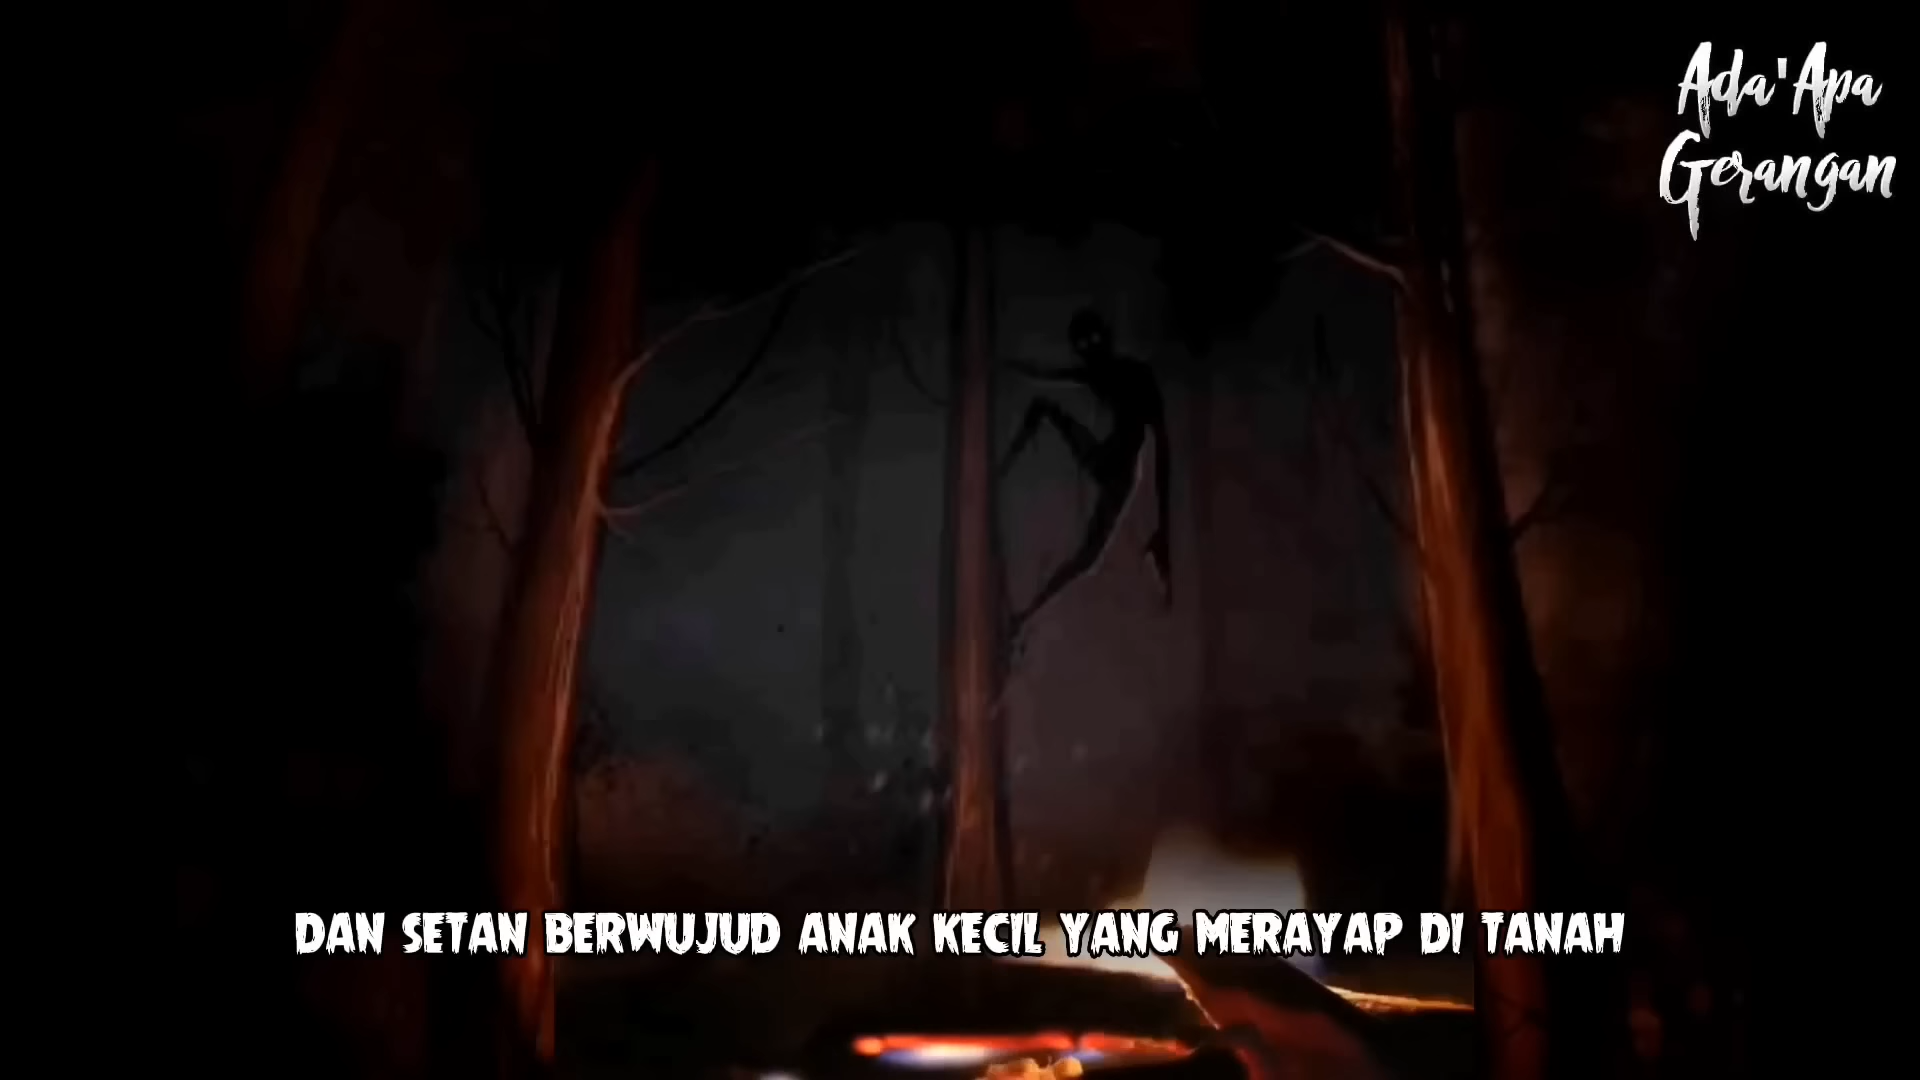 Ada'Apa
Gerangan
DAN SETAN BERWUJUD ANAK KECIL YANG MERAYAP DI TANAH